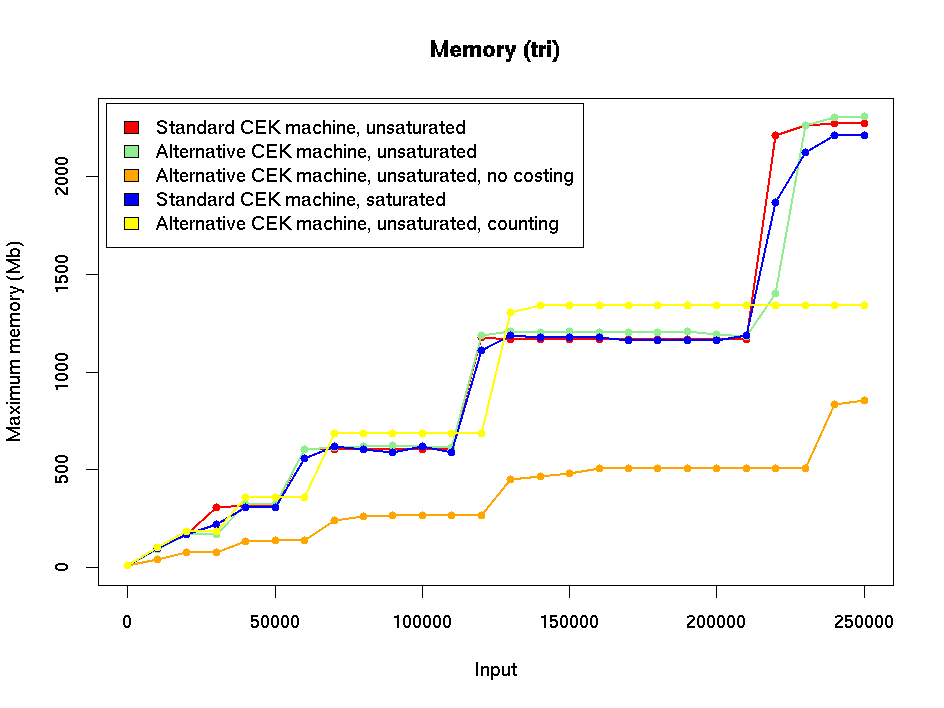 Memory (tri)
Standard CEK machine, unsaturated
Alternative CEK machine, unsaturated
Alternative CEK machine, unsaturated, no costing
Standard CEK machine, saturated
Alternative CEK machine, unsaturated, counting
Maximum memory (Mb)
2000
1500
1000
500
0
0 50000 100000 150000 200000 250000
Input